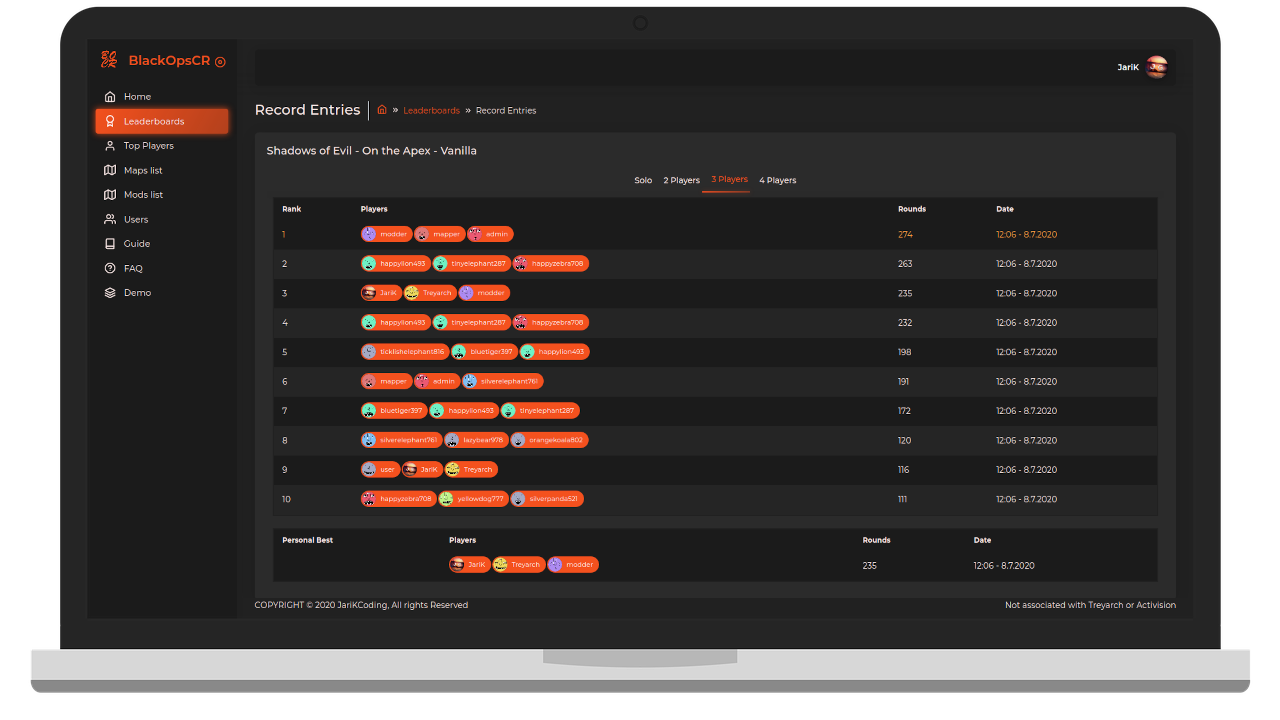 BlackOpsCR
JariK
Home
Leaderboards
Top Players
Maps list
Mods list
Users
Guide
FAQ
Demo
Record Entries » Leaderboards » Record Entries
Shadows of Evil - On the Apex - Vanilla
Solo 2 Players 3 Players 4 Players
Rank Players Rounds Date
1 modder mapper admin 274 12:06 - 8.7.2020
2 happylion493 tinyelephant287 happyzebra708 263 12:06 - 8.7.2020
3 JariK Treyarch modder 235 12:06 - 8.7.2020
4 happylion493 tinyelephant287 happyzebra708 232 12:06 - 8.7.2020
5 ticklishelephant816 bluetiger397 happylion493 198 12:06 - 8.7.2020
6 mapper admin silverelephant761 191 12:06 - 8.7.2020
7 bluetiger397 happylion493 tinyelephant287 172 12:06 - 8.7.2020
8 silverelephant761 lazybear978 orangekoala802 120 12:06 - 8.7.2020
9 user JariK Treyarch 116 12:06 - 8.7.2020
10 happyzebra708 yellowdog777 silverpanda521 111 12:06 - 8.7.2020
Personal Best Players Rounds Date
JariK Treyarch modder 235 12:06 - 8.7.2020
COPYRIGHT © 2020 JariKCoding, All rights Reserved
Not associated with Treyarch or Activision